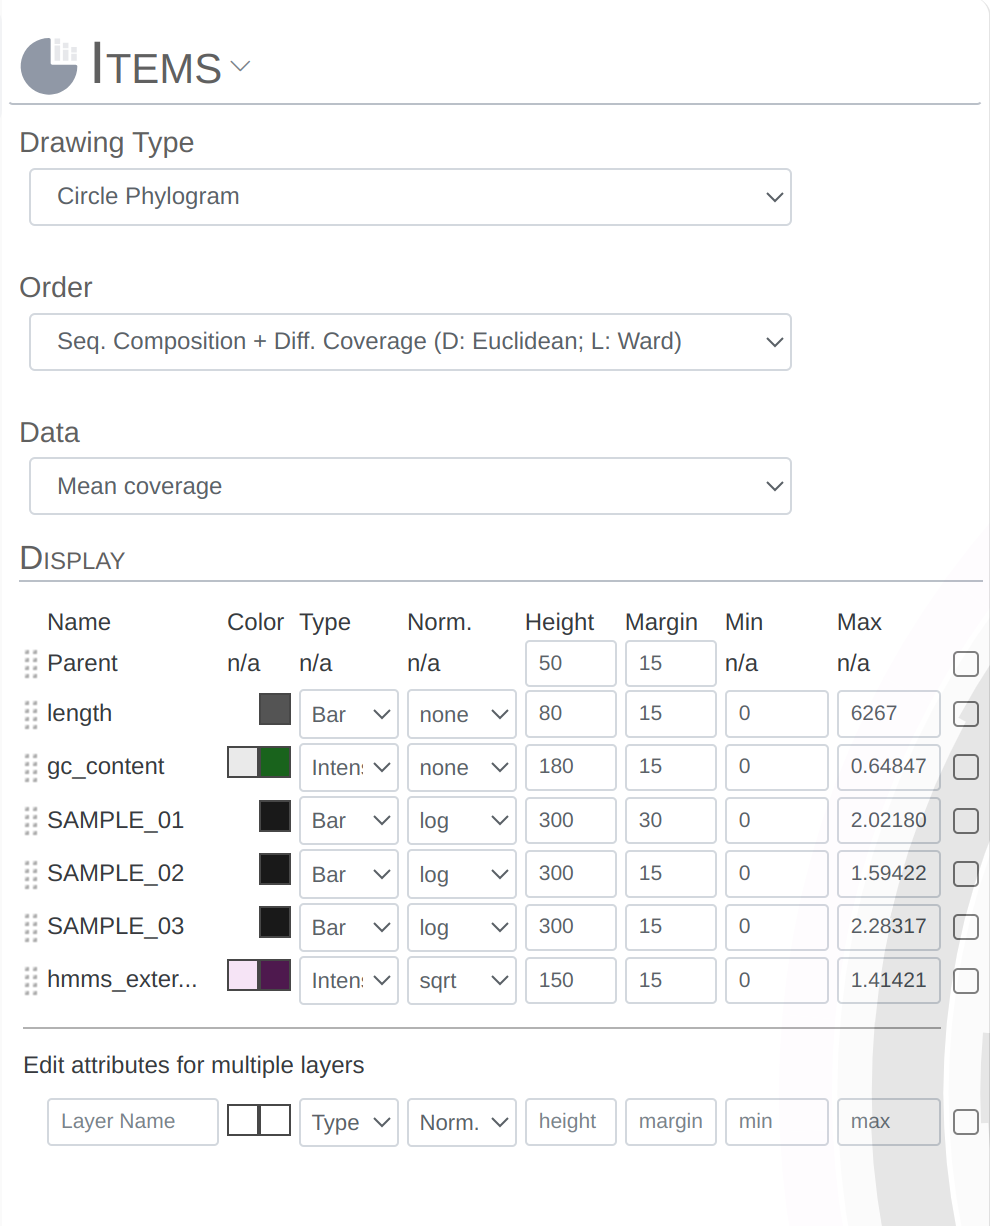 Items
Drawing Type
Circle Phylogram
Order
Seq. Composition + Diff. Coverage (D: Euclidean; L: Ward)
Data
Mean coverage
Display
Name Color Type Norm. Height Margin Min Max
Parent n/a n/a n/a 50 15 n/a n/a
length Bar none 80 15 0 6267
gc_content Inten none 180 15 0 0.64847
SAMPLE_01 Bar log 300 30 0 2.02180
SAMPLE_02 Bar log 300 15 0 1.59422
SAMPLE_03 Bar log 300 15 0 2.28317
hmms_exter... Inten sqrt 150 15 0 1.41421
Edit attributes for multiple layers
Layer Name Type Norm. height margin min max